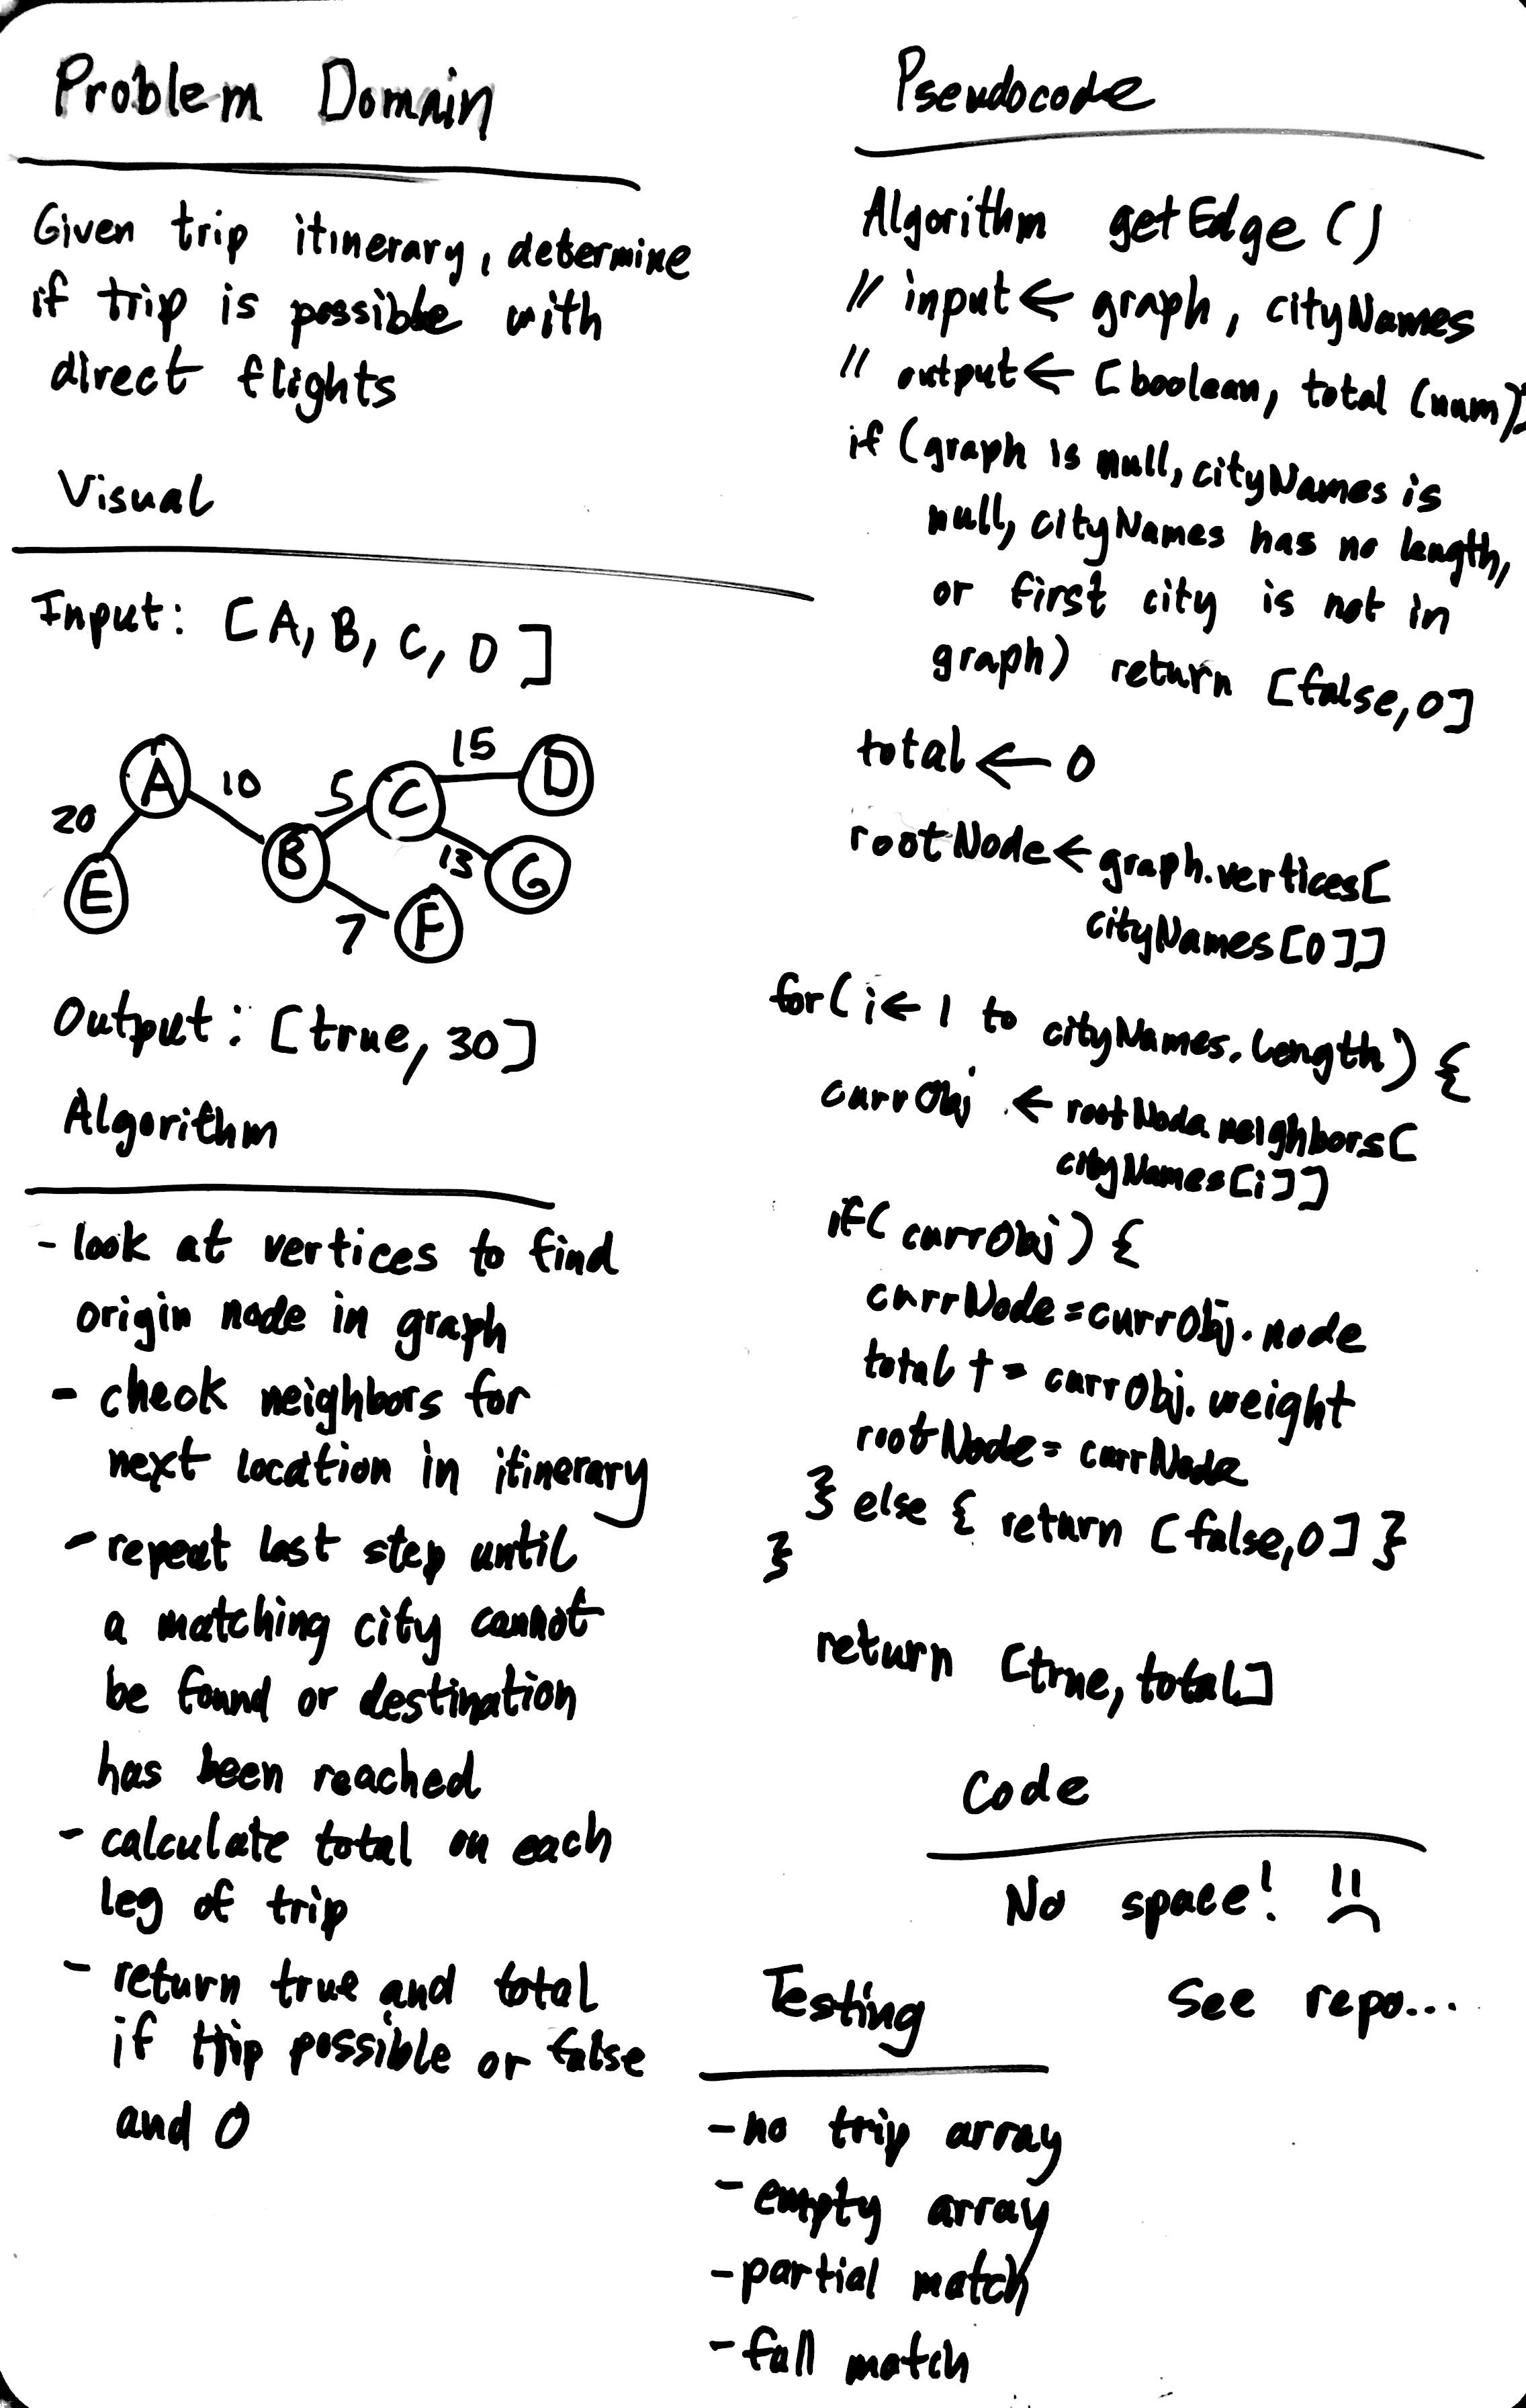 Problem Domain
Given trip itinerary, determine
if trip is possible with
direct flights
Visual
Input: [A, B, C, D]
15
A
10
5
C
D
20
B
13
G
E
7
F
Output: [true, 30]
Algorithm
- look at vertices to find
origin node in graph
- check neighbors for
next location in itinerary
- repeat last step until
a matching city cannot
be found or destination
has been reached
- calculate total on each
leg of trip
- return true and total
if trip possible or false
and 0
Pseudocode
Algorithm getEdge()
// input ← graph, cityNames
// output ← [boolean, total (num)]
if (graph is null, cityNames is
null, cityNames has no length,
or first city is not in
graph) return [false, 0]
total ← 0
rootNode ← graph.vertices[
cityNames[0]]
for (i ← 1 to cityNames.length) {
currObj ← rootNode.neighbors[
cityNames[i]]
if (currObj) {
currNode = currObj.node
total += currObj.weight
rootNode = currNode
} else { return [false, 0] }
}
return [true, total]
Code
No space!
See repo...
Testing
- no trip array
- empty array
- partial match
- full match